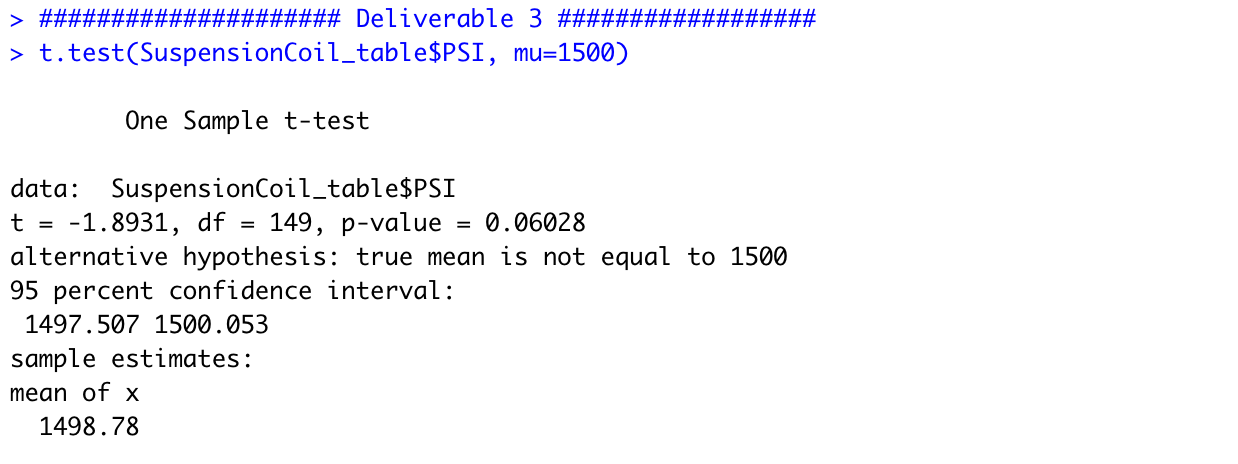 > ##################### Deliverable 3 ##################
> t.test(SuspensionCoil_table$PSI, mu=1500)
One Sample t-test
data:  SuspensionCoil_table$PSI
t = -1.8931, df = 149, p-value = 0.06028
alternative hypothesis: true mean is not equal to 1500
95 percent confidence interval:
 1497.507 1500.053
sample estimates:
mean of x
  1498.78